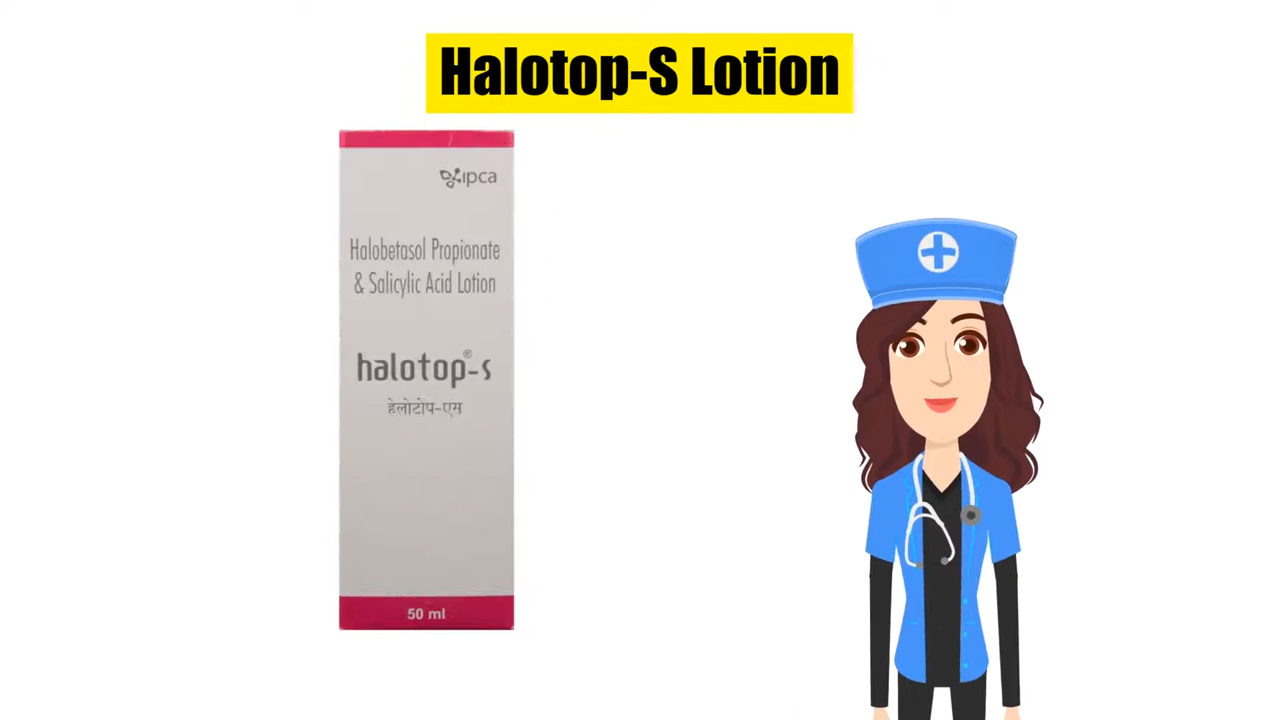 Halotop-S Lotion
ipca
Halobetasol Propionate
& Salicylic Acid Lotion
halotop®-s
हेलोटोप-एस
50 ml